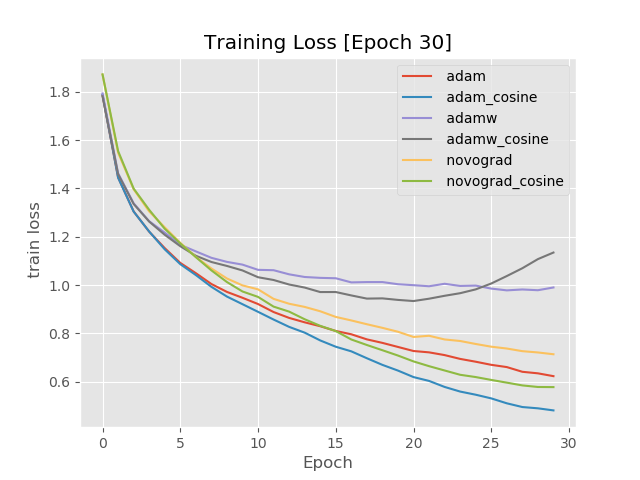 Training Loss [Epoch 30]
train loss
1.8
1.6
1.4
1.2
1.0
0.8
0.6
adam
adam_cosine
adamw
adamw_cosine
novograd
novograd_cosine
0 5 10 15 20 25 30
Epoch